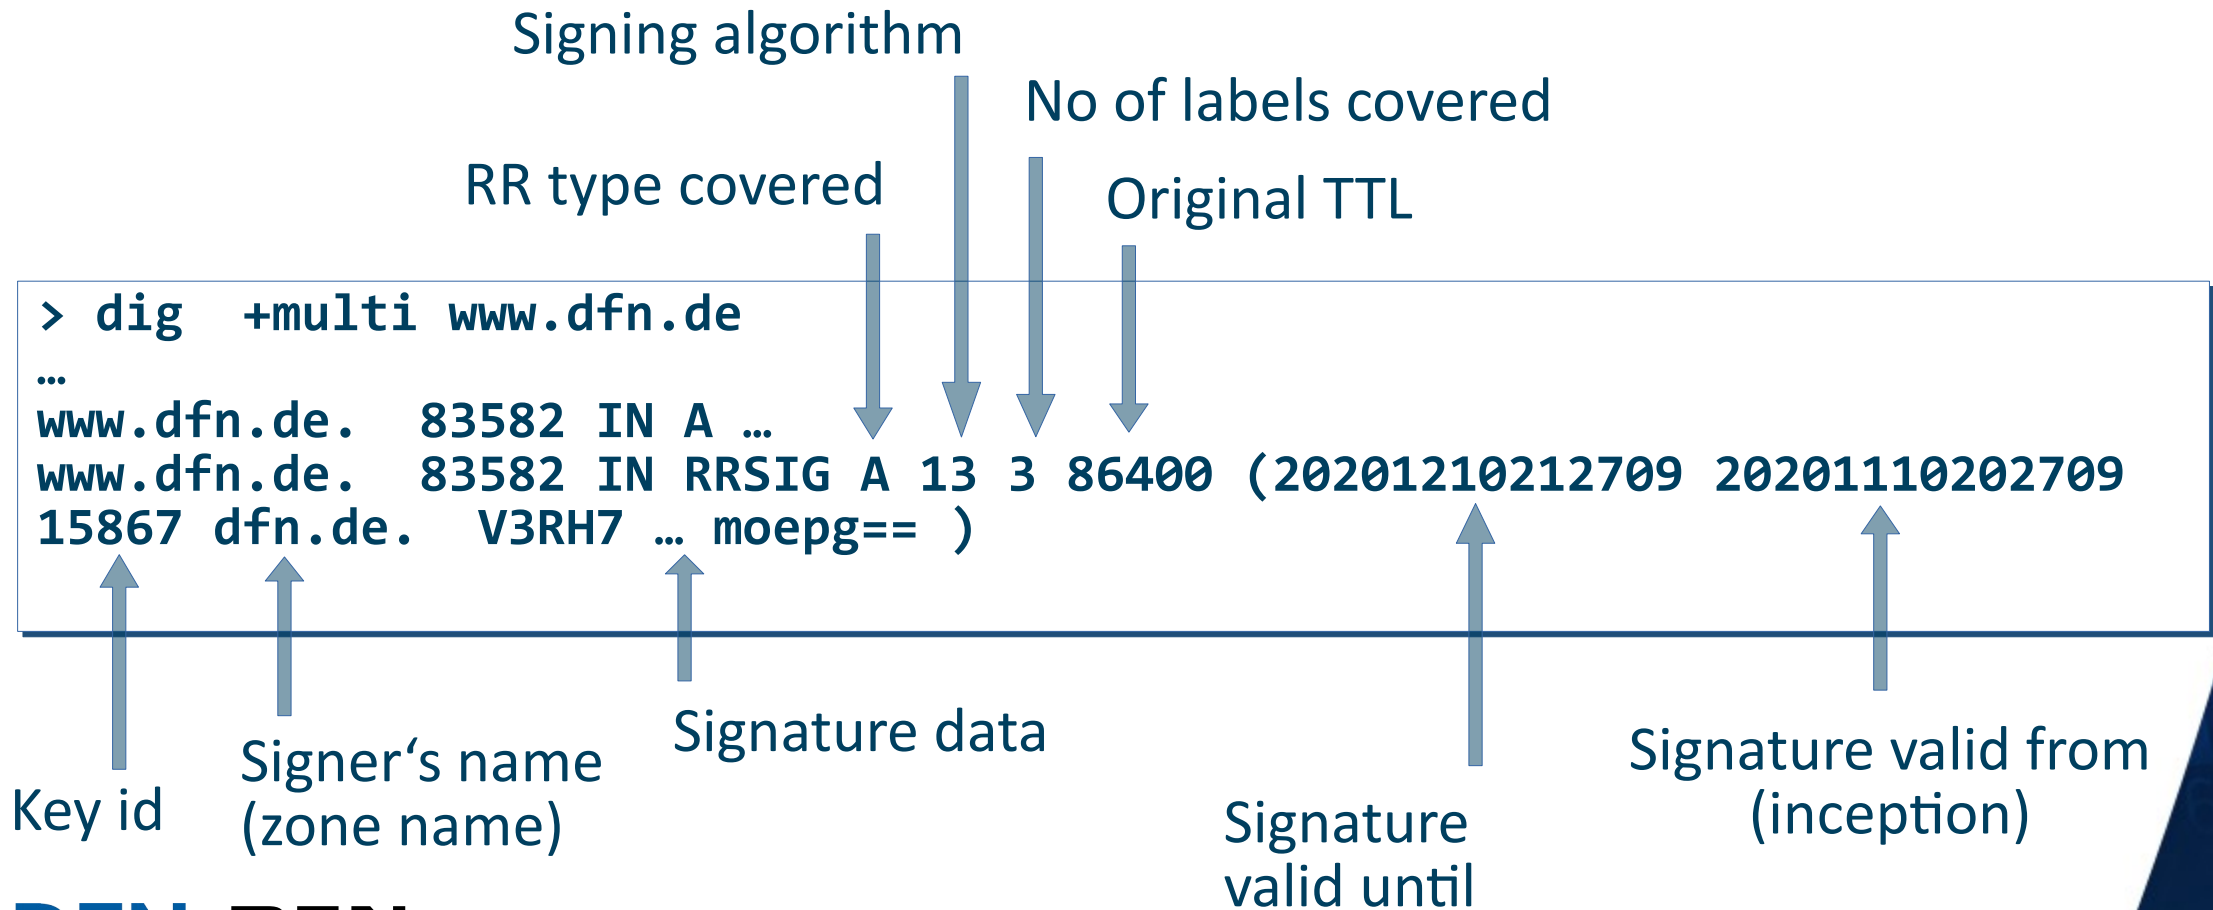 Signing algorithm
No of labels covered
RR type covered
Original TTL
> dig +multi www.dfn.de
…
www.dfn.de. 83582 IN A …
www.dfn.de. 83582 IN RRSIG A 13 3 86400 (20201210212709 20201110202709
15867 dfn.de. V3RH7 … moepg== )
Key id
Signer‘s name
(zone name)
Signature data
Signature
valid until
Signature valid from
(inception)